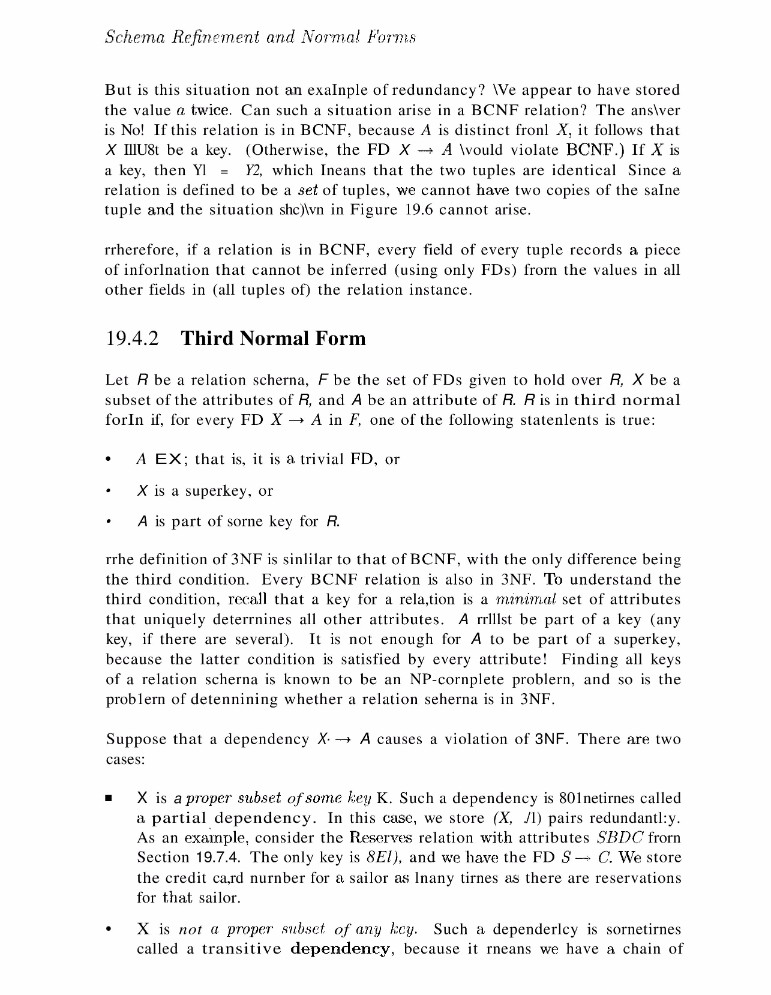 Schema Refinement and Normal Forms
But is this situation not an exaInple of redundancy? \Ve appear to have stored
the value a twice. Can such a situation arise in a BCNF relation? The ans\ver
is No! If this relation is in BCNF, because A is distinct fronl X, it follows that
X IIlU8t be a key. (Otherwise, the FD X → A \vould violate BCNF.) If X is
a key, then Yl = Y2, which Ineans that the two tuples are identical Since a
relation is defined to be a set of tuples, we cannot have two copies of the saIne
tuple and the situation shc)\vn in Figure 19.6 cannot arise.
rrherefore, if a relation is in BCNF, every field of every tuple records a piece
of inforlnation that cannot be inferred (using only FDs) from the values in all
other fields in (all tuples of) the relation instance.
19.4.2 Third Normal Form
Let R be a relation scherna, F be the set of FDs given to hold over R, X be a
subset of the attributes of R, and A be an attribute of R. R is in third normal
forIn if, for every FD X → A in F, one of the following statenlents is true:
• A EX; that is, it is a trivial FD, or
• X is a superkey, or
• A is part of sorne key for R.
rrhe definition of 3NF is sinlilar to that of BCNF, with the only difference being
the third condition. Every BCNF relation is also in 3NF. To understand the
third condition, recall that a key for a rela,tion is a minimal set of attributes
that uniquely deterrnines all other attributes. A rrlllst be part of a key (any
key, if there are several). It is not enough for A to be part of a superkey,
because the latter condition is satisfied by every attribute! Finding all keys
of a relation scherna is known to be an NP-cornplete problern, and so is the
prob1ern of detennining whether a relation seherna is in 3NF.
Suppose that a dependency X· → A causes a violation of 3NF. There are two
cases:
■ X is a proper subset of some key K. Such a dependency is 801netirnes called
a partial dependency. In this case, we store (X, Jl) pairs redundantl:y.
As an example, consider the Reserves relation with attributes SBDC frorn
Section 19.7.4. The only key is 8El), and we have the FD S → C. We store
the credit ca,rd nurnber for a sailor as lnany tirnes as there are reservations
for that sailor.
• X is not a proper subset of any key. Such a dependerlcy is sornetirnes
called a transitive dependency, because it rneans we have a chain of